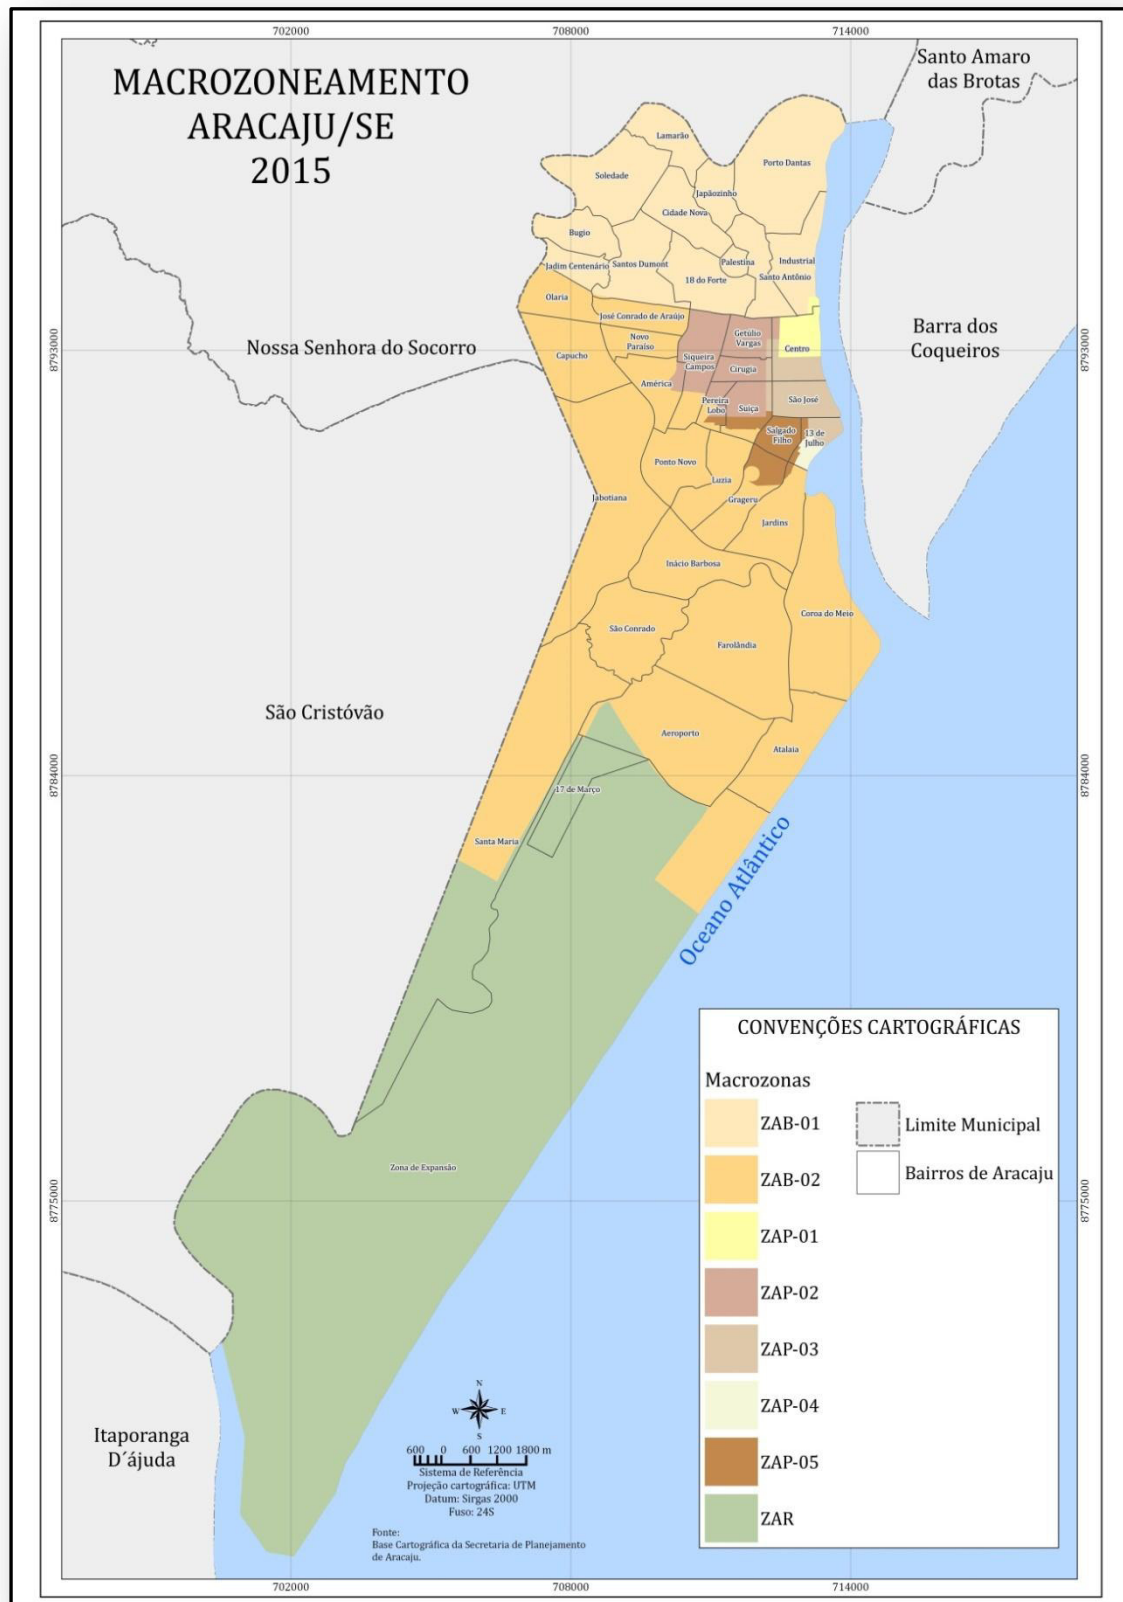 702000
708000
714000
MACROZONEAMENTO
ARACAJU/SE
2015
Santo Amaro
das Brotas
Lamarão
Porto Dantas
Soledade
Japãozinho
Cidade Nova
Bugio
Jadim Centenário
Santos Dumont
Palestina
Industrial
18 do Forte
Santo Antônio
Olaria
José Conrado de Araújo
Getúlio
Vargas
Novo
Paraíso
Centro
Barra dos
Coqueiros
8793000
Nossa Senhora do Socorro
8793000
Capucho
Siqueira
Campos
Cirugia
América
Pereira
Lobo
Suiça
São José
Salgado
Filho
13 de
Julho
Ponto Novo
Luzia
Jabotiana
Grageru
Jardins
Inácio Barbosa
Coroa do Meio
São Conrado
Farolândia
São Cristóvão
Aeroporto
Atalaia
8784000
8784000
17 de Março
Santa Maria
Oceano Atlântico
CONVENÇÕES CARTOGRÁFICAS
Macrozonas
ZAB-01
Limite Municipal
ZAB-02
Bairros de Aracaju
ZAP-01
ZAP-02
ZAP-03
ZAP-04
ZAP-05
ZAR
Zona de Expansão
8775000
8775000
Itaporanga
D´ájuda
N
W E
S
600 0 600 1200 1800 m
Sistema de Referência
Projeção cartográfica: UTM
Datum: Sirgas 2000
Fuso: 24S
Fonte:
Base Cartográfica da Secretaria de Planejamento
de Aracaju.
702000
708000
714000